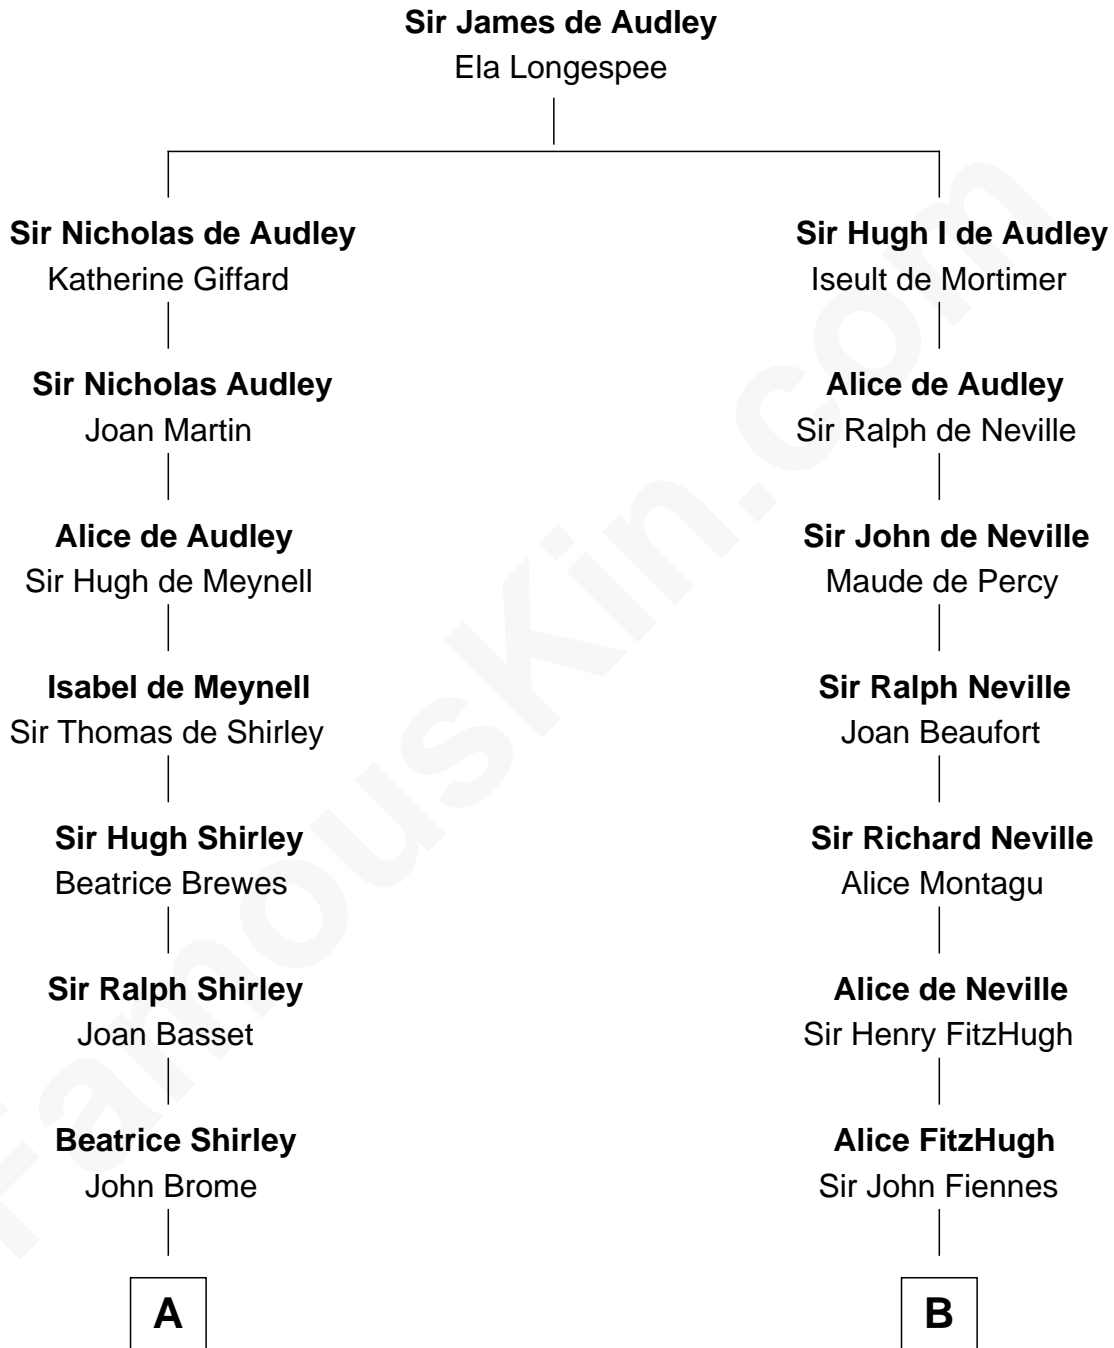 Sir James de Audley
Ela Longespee
Sir Nicholas de Audley
Katherine Giffard
Sir Nicholas Audley
Joan Martin
Alice de Audley
Sir Hugh de Meynell
Isabel de Meynell
Sir Thomas de Shirley
Sir Hugh Shirley
Beatrice Brewes
Sir Ralph Shirley
Joan Basset
Beatrice Shirley
John Brome
A
Sir Hugh I de Audley
Iseult de Mortimer
Alice de Audley
Sir Ralph de Neville
Sir John de Neville
Maude de Percy
Sir Ralph Neville
Joan Beaufort
Sir Richard Neville
Alice Montagu
Alice de Neville
Sir Henry FitzHugh
Alice FitzHugh
Sir John Fiennes
B
FamousKin.com